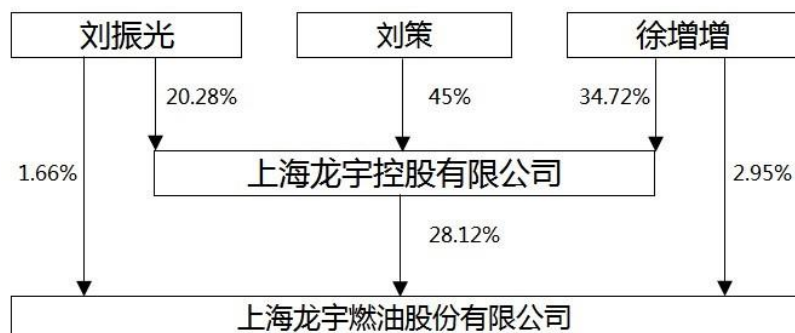 刘振光
刘策
徐增增
20.28%
45%
34.72%
1.66%
上海龙宇控股有限公司
2.95%
28.12%
上海龙宇燃油股份有限公司